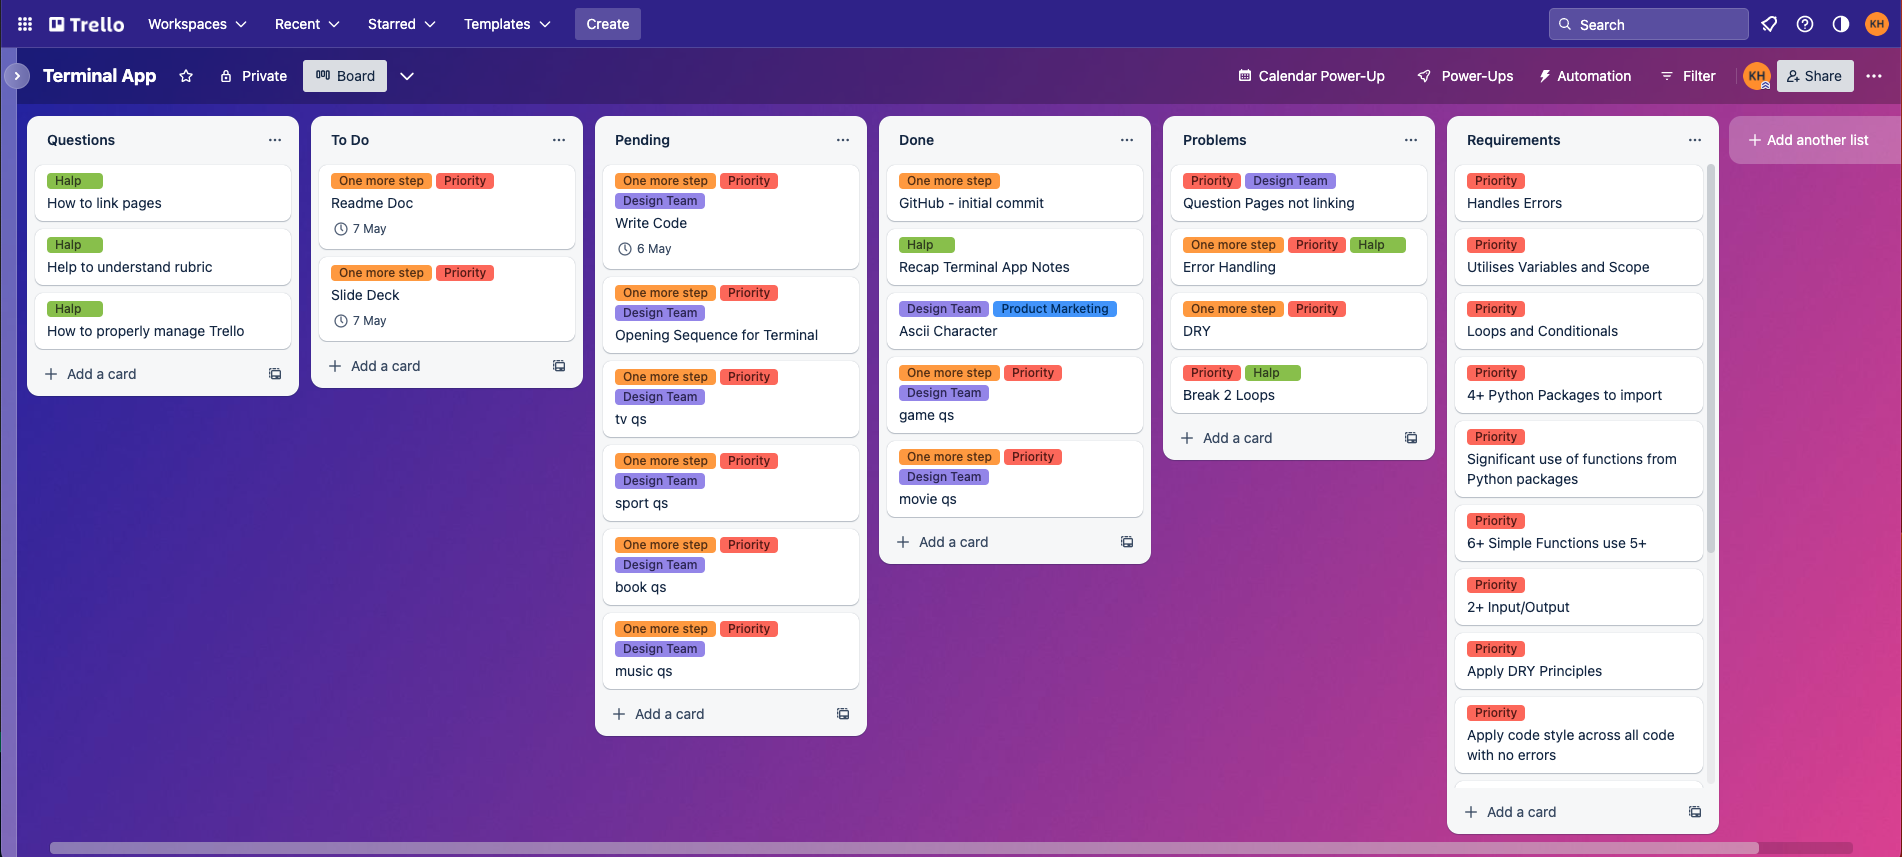 Trello Workspaces Recent Starred Templates Create Search KH
Terminal App Private Board Calendar Power-Up Power-Ups Automation Filter KH Share
Questions
Halp
How to link pages
Halp
Help to understand rubric
Halp
How to properly manage Trello
Add a card
To Do
One more step Priority
Readme Doc
7 May
One more step Priority
Slide Deck
7 May
Add a card
Pending
One more step Priority
Design Team
Write Code
6 May
One more step Priority
Design Team
Opening Sequence for Terminal
One more step Priority
Design Team
tv qs
One more step Priority
Design Team
sport qs
One more step Priority
Design Team
book qs
One more step Priority
Design Team
music qs
Add a card
Done
One more step
GitHub - initial commit
Halp
Recap Terminal App Notes
Design Team Product Marketing
Ascii Character
One more step Priority
Design Team
game qs
One more step Priority
Design Team
movie qs
Add a card
Problems
Priority Design Team
Question Pages not linking
One more step Priority Halp
Error Handling
One more step Priority
DRY
Priority Halp
Break 2 Loops
Add a card
Requirements
Priority
Handles Errors
Priority
Utilises Variables and Scope
Priority
Loops and Conditionals
Priority
4+ Python Packages to import
Priority
Significant use of functions from
Python packages
Priority
6+ Simple Functions use 5+
Priority
2+ Input/Output
Priority
Apply DRY Principles
Priority
Apply code style across all code
with no errors
Add a card
Add another list